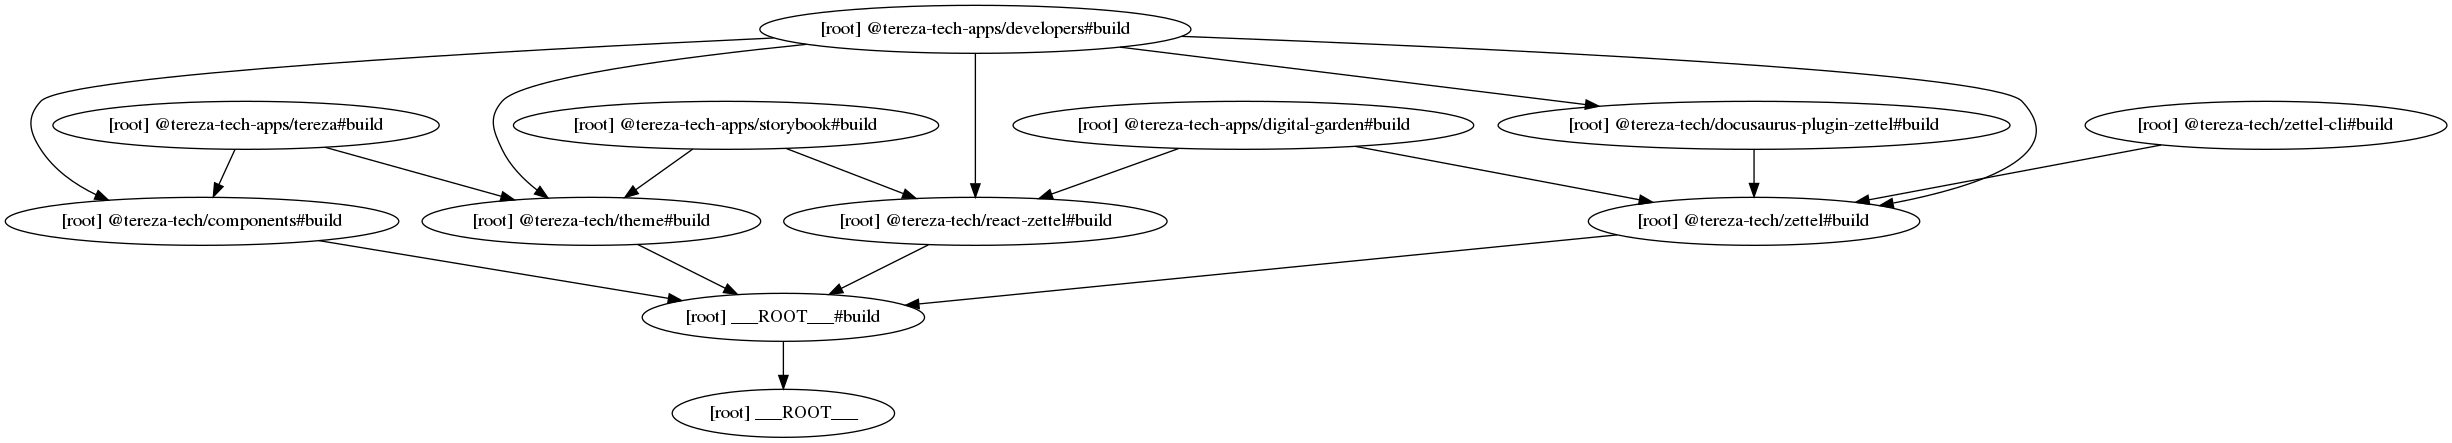 [root] @tereza-tech-apps/developers#build
[root] @tereza-tech-apps/tereza#build
[root] @tereza-tech-apps/storybook#build
[root] @tereza-tech-apps/digital-garden#build
[root] @tereza-tech/docusaurus-plugin-zettel#build
[root] @tereza-tech/zettel-cli#build
[root] @tereza-tech/components#build
[root] @tereza-tech/theme#build
[root] @tereza-tech/react-zettel#build
[root] @tereza-tech/zettel#build
[root] ___ROOT___#build
[root] ___ROOT___